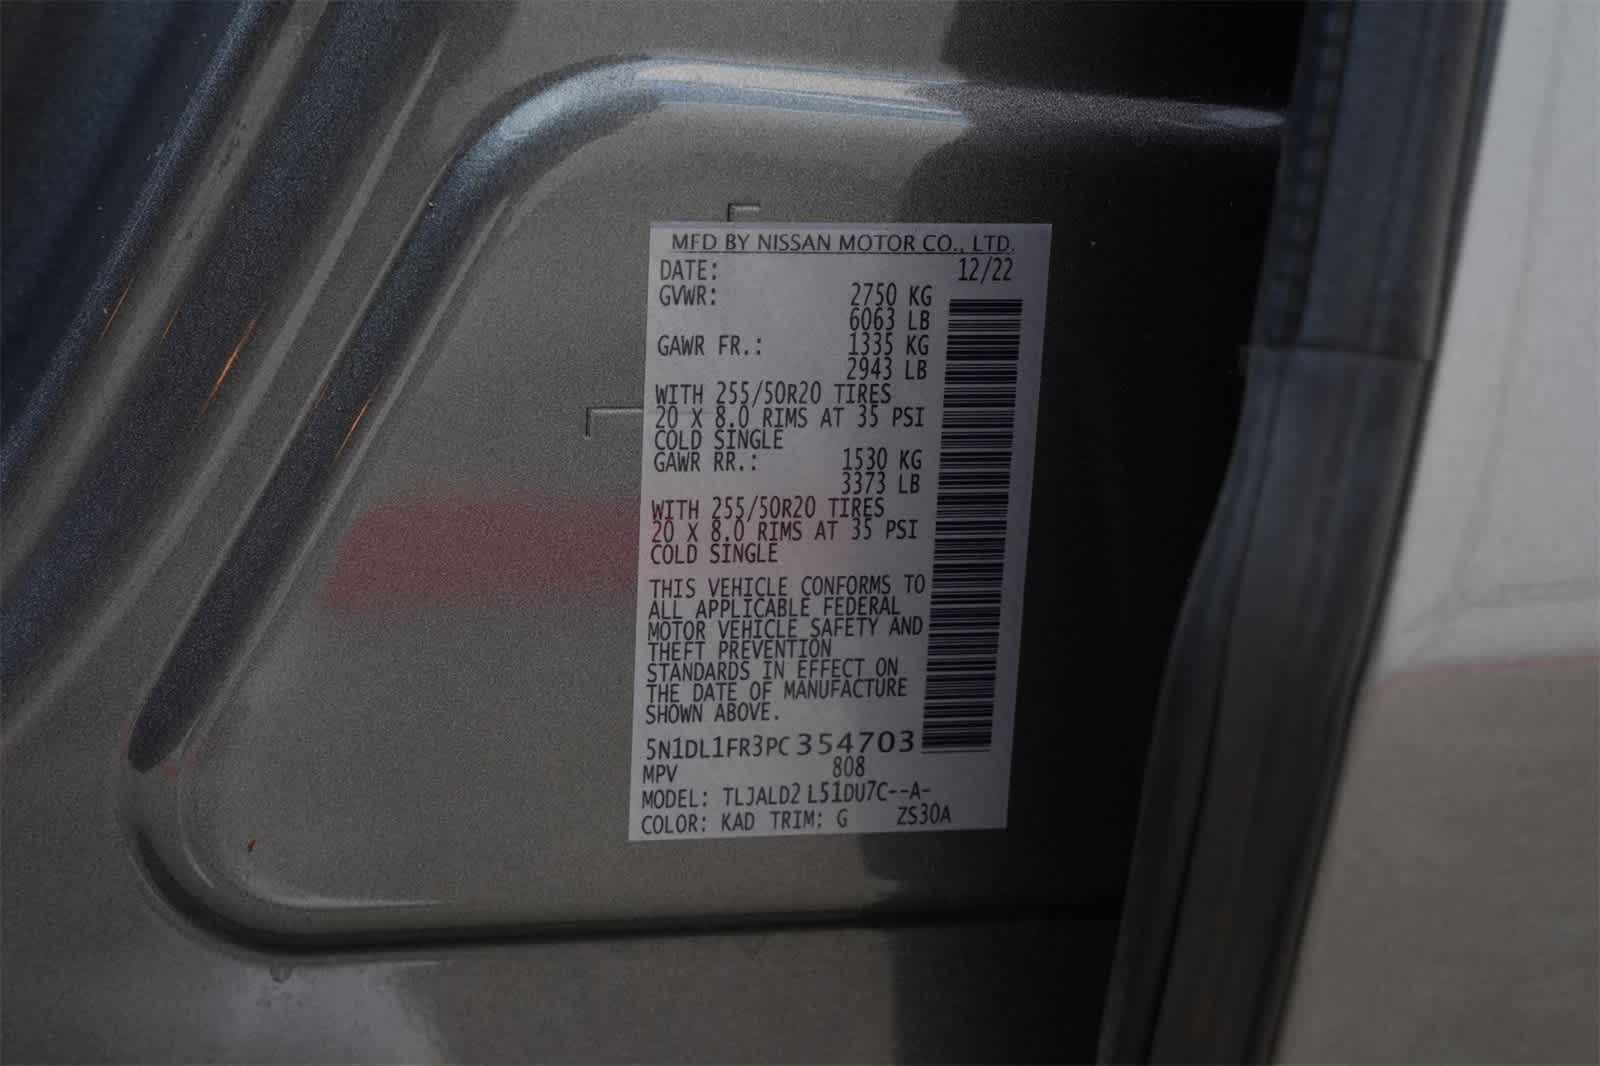 MFD BY NISSAN MOTOR CO., LTD.
DATE: 12/22
GVWR: 2750 KG
6063 LB
GAWR FR.: 1335 KG
2943 LB
WITH 255/50R20 TIRES
20 X 8.0 RIMS AT 35 PSI
COLD SINGLE
GAWR RR.: 1530 KG
3373 LB
WITH 255/50R20 TIRES
20 X 8.0 RIMS AT 35 PSI
COLD SINGLE
THIS VEHICLE CONFORMS TO
ALL APPLICABLE FEDERAL
MOTOR VEHICLE SAFETY AND
THEFT PREVENTION
STANDARDS IN EFFECT ON
THE DATE OF MANUFACTURE
SHOWN ABOVE.
5N1DL1FR3PC354703
MPV 808
MODEL: TLJALD2 L51DU7C--A-
COLOR: KAD TRIM: G ZS30A